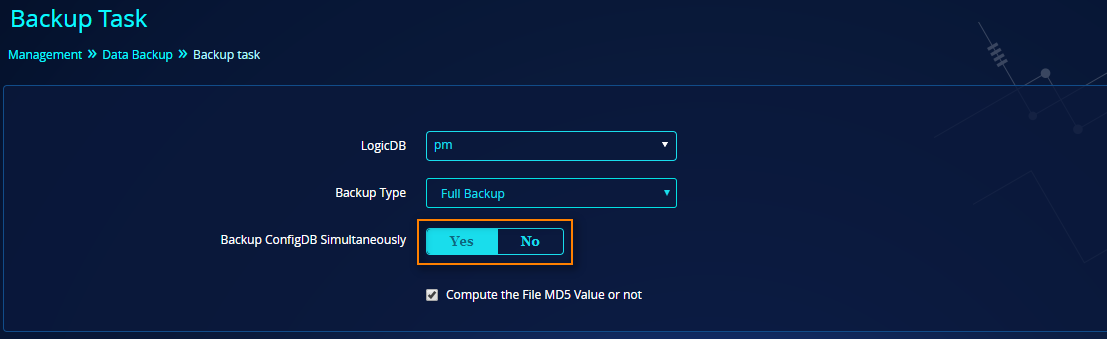 Backup Task
Management » Data Backup » Backup task
LogicDB pm
Backup Type Full Backup
Backup ConfigDB Simultaneously Yes No
Compute the File MD5 Value or not